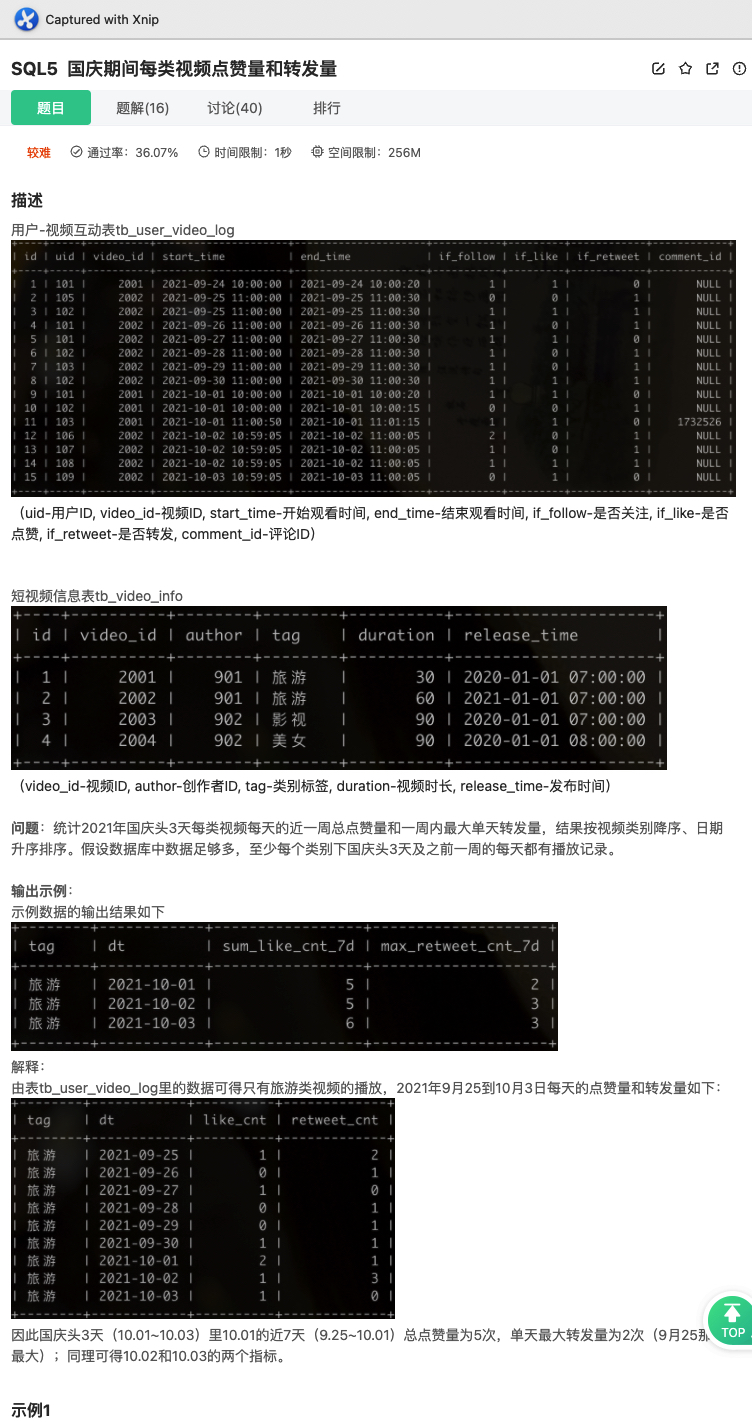 Captured with Xnip
SQL5 国庆期间每类视频点赞量和转发量
题目 题解(16) 讨论(40) 排行
较难 通过率：36.07% 时间限制：1秒 空间限制：256M
描述
用户-视频互动表tb_user_video_log
| id | uid | video_id | start_time | end_time | if_follow | if_like | if_retweet | comment_id |
| 1 | 101 | 2001 | 2021-09-24 10:00:00 | 2021-09-24 10:00:20 | 1 | 1 | 0 | NULL |
| 2 | 105 | 2002 | 2021-09-25 11:00:00 | 2021-09-25 11:00:30 | 0 | 0 | 1 | NULL |
| 3 | 102 | 2002 | 2021-09-25 11:00:00 | 2021-09-25 11:00:30 | 1 | 1 | 1 | NULL |
| 4 | 101 | 2002 | 2021-09-26 11:00:00 | 2021-09-26 11:00:30 | 1 | 0 | 1 | NULL |
| 5 | 101 | 2002 | 2021-09-27 11:00:00 | 2021-09-27 11:00:30 | 1 | 1 | 0 | NULL |
| 6 | 102 | 2002 | 2021-09-28 11:00:00 | 2021-09-28 11:00:30 | 1 | 0 | 1 | NULL |
| 7 | 103 | 2002 | 2021-09-29 11:00:00 | 2021-09-29 11:00:30 | 1 | 0 | 1 | NULL |
| 8 | 102 | 2002 | 2021-09-30 11:00:00 | 2021-09-30 11:00:30 | 1 | 1 | 1 | NULL |
| 9 | 101 | 2001 | 2021-10-01 10:00:00 | 2021-10-01 10:00:20 | 1 | 1 | 0 | NULL |
| 10 | 102 | 2001 | 2021-10-01 10:00:00 | 2021-10-01 10:00:15 | 0 | 0 | 1 | NULL |
| 11 | 103 | 2001 | 2021-10-01 11:00:50 | 2021-10-01 11:01:15 | 1 | 1 | 0 | 1732526 |
| 12 | 106 | 2002 | 2021-10-02 10:59:05 | 2021-10-02 11:00:05 | 2 | 0 | 1 | NULL |
| 13 | 107 | 2002 | 2021-10-02 10:59:05 | 2021-10-02 11:00:05 | 1 | 0 | 1 | NULL |
| 14 | 108 | 2002 | 2021-10-02 10:59:05 | 2021-10-02 11:00:05 | 1 | 1 | 1 | NULL |
| 15 | 109 | 2002 | 2021-10-03 10:59:05 | 2021-10-03 11:00:05 | 0 | 1 | 0 | NULL |
（uid-用户ID, video_id-视频ID, start_time-开始观看时间, end_time-结束观看时间, if_follow-是否关注, if_like-是否
点赞, if_retweet-是否转发, comment_id-评论ID）
短视频信息表tb_video_info
| id | video_id | author | tag | duration | release_time |
| 1 | 2001 | 901 | 旅游 | 30 | 2020-01-01 07:00:00 |
| 2 | 2002 | 901 | 旅游 | 60 | 2021-01-01 07:00:00 |
| 3 | 2003 | 902 | 影视 | 90 | 2020-01-01 07:00:00 |
| 4 | 2004 | 902 | 美女 | 90 | 2020-01-01 08:00:00 |
（video_id-视频ID, author-创作者ID, tag-类别标签, duration-视频时长, release_time-发布时间）
问题：统计2021年国庆头3天每类视频每天的近一周总点赞量和一周内最大单天转发量，结果按视频类别降序、日期
升序排序。假设数据库中数据足够多，至少每个类别下国庆头3天及之前一周的每天都有播放记录。
输出示例：
示例数据的输出结果如下
| tag | dt | sum_like_cnt_7d | max_retweet_cnt_7d |
| 旅游 | 2021-10-01 | 5 | 2 |
| 旅游 | 2021-10-02 | 5 | 3 |
| 旅游 | 2021-10-03 | 6 | 3 |
解释：
由表tb_user_video_log里的数据可得只有旅游类视频的播放，2021年9月25到10月3日每天的点赞量和转发量如下：
| tag | dt | like_cnt | retweet_cnt |
| 旅游 | 2021-09-25 | 1 | 2 |
| 旅游 | 2021-09-26 | 0 | 1 |
| 旅游 | 2021-09-27 | 1 | 0 |
| 旅游 | 2021-09-28 | 0 | 1 |
| 旅游 | 2021-09-29 | 0 | 1 |
| 旅游 | 2021-09-30 | 1 | 1 |
| 旅游 | 2021-10-01 | 2 | 1 |
| 旅游 | 2021-10-02 | 1 | 3 |
| 旅游 | 2021-10-03 | 1 | 0 |
因此国庆头3天（10.01~10.03）里10.01的近7天（9.25~10.01）总点赞量为5次，单天最大转发量为2次（9月25那
最大）；同理可得10.02和10.03的两个指标。
TOP
示例1